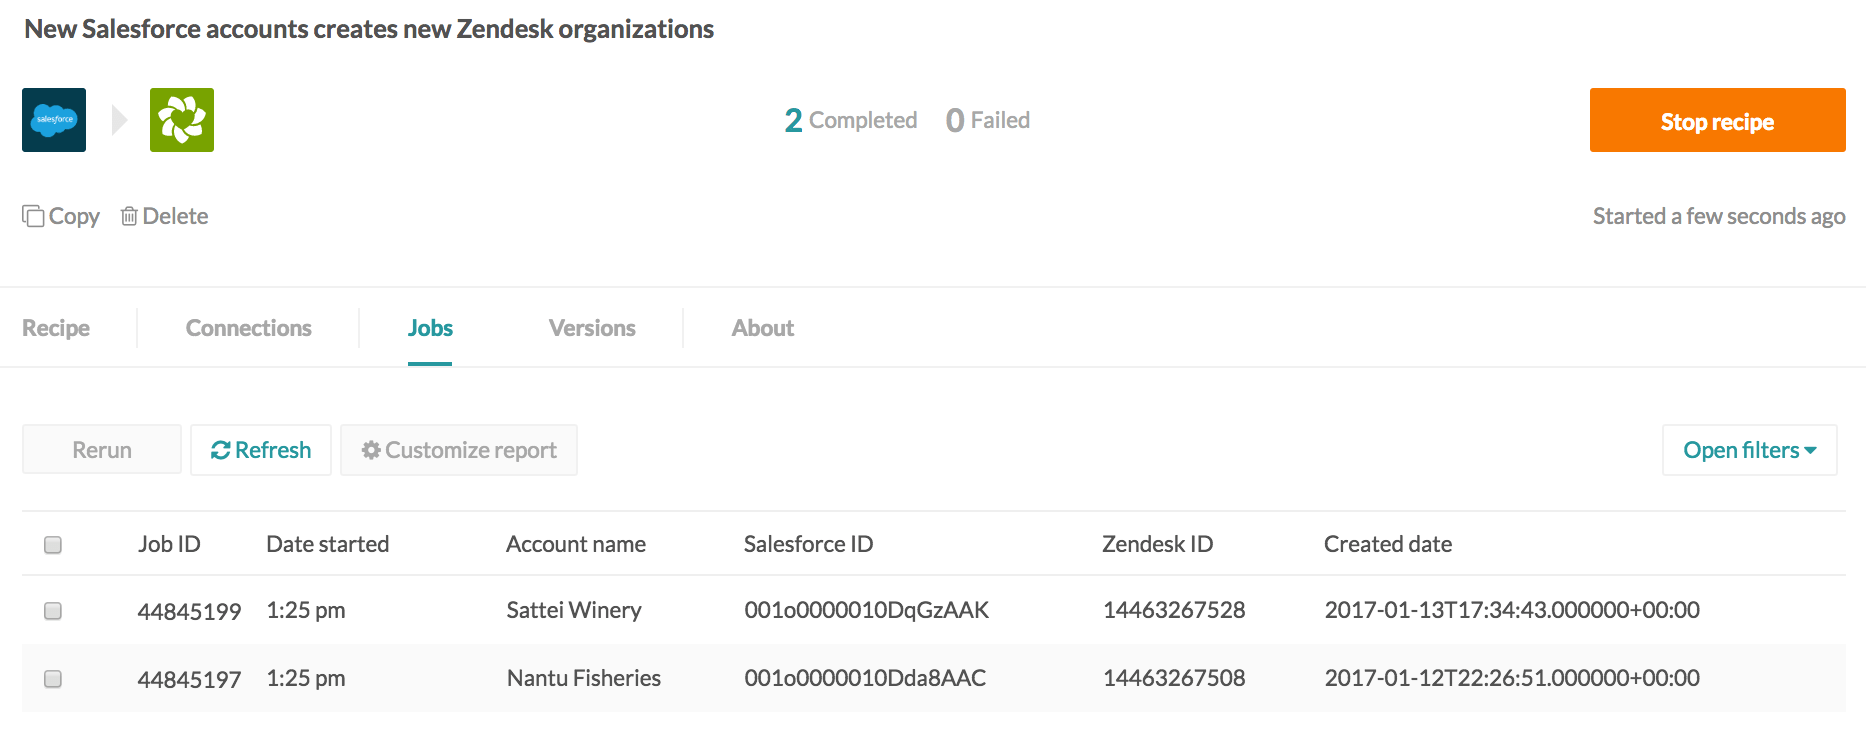 New Salesforce accounts creates new Zendesk organizations
salesforce
2 Completed 0 Failed
Stop recipe
Copy Delete
Started a few seconds ago
Recipe Connections Jobs Versions About
Rerun Refresh Customize report Open filters
Job ID Date started Account name Salesforce ID Zendesk ID Created date
44845199 1:25 pm Sattei Winery 001o0000010DqGzAAK 14463267528 2017-01-13T17:34:43.000000+00:00
44845197 1:25 pm Nantu Fisheries 001o0000010Dda8AAC 14463267508 2017-01-12T22:26:51.000000+00:00